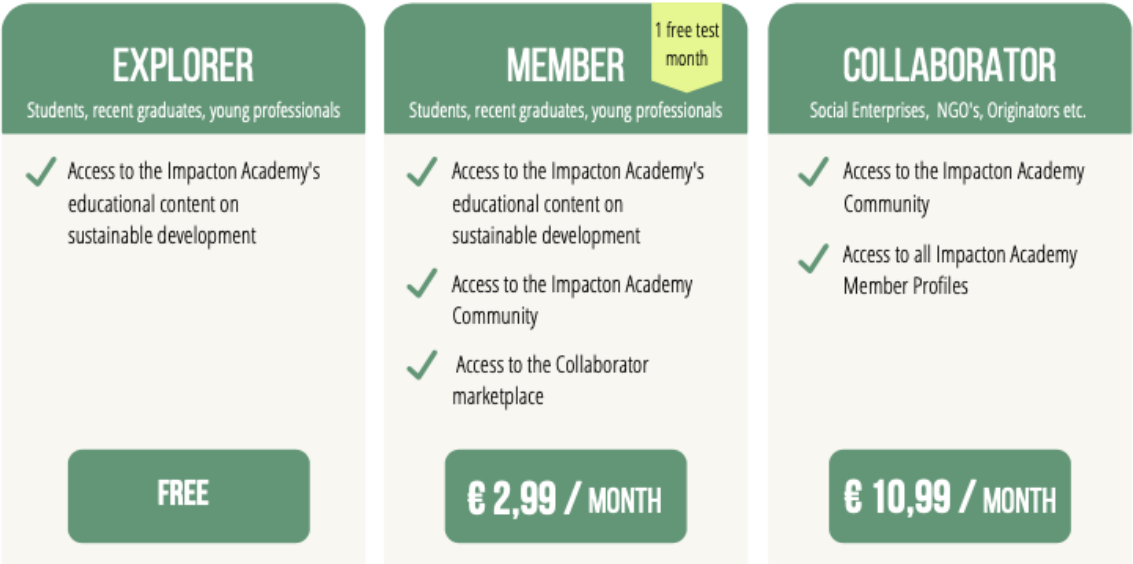 EXPLORER
Students, recent graduates, young professionals
Access to the Impacton Academy's
educational content on
sustainable development
FREE
1 free test
month
MEMBER
Students, recent graduates, young professionals
Access to the Impacton Academy's
educational content on
sustainable development
Access to the Impacton Academy
Community
Access to the Collaborator
marketplace
€ 2,99 / MONTH
COLLABORATOR
Social Enterprises, NGO's, Originators etc.
Access to the Impacton Academy
Community
Access to all Impacton Academy
Member Profiles
€ 10,99 / MONTH